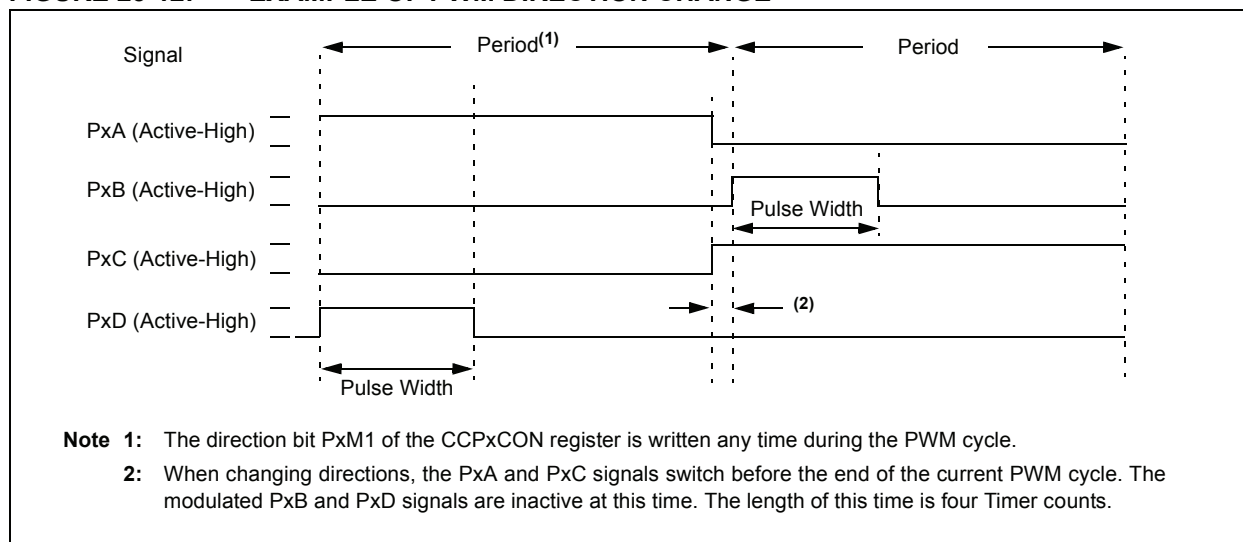 Signal
Period(1)
Period
PxA (Active-High)
PxB (Active-High)
Pulse Width
PxC (Active-High)
(2)
PxD (Active-High)
Pulse Width
Note 1: The direction bit PxM1 of the CCPxCON register is written any time during the PWM cycle.
2: When changing directions, the PxA and PxC signals switch before the end of the current PWM cycle. The
modulated PxB and PxD signals are inactive at this time. The length of this time is four Timer counts.